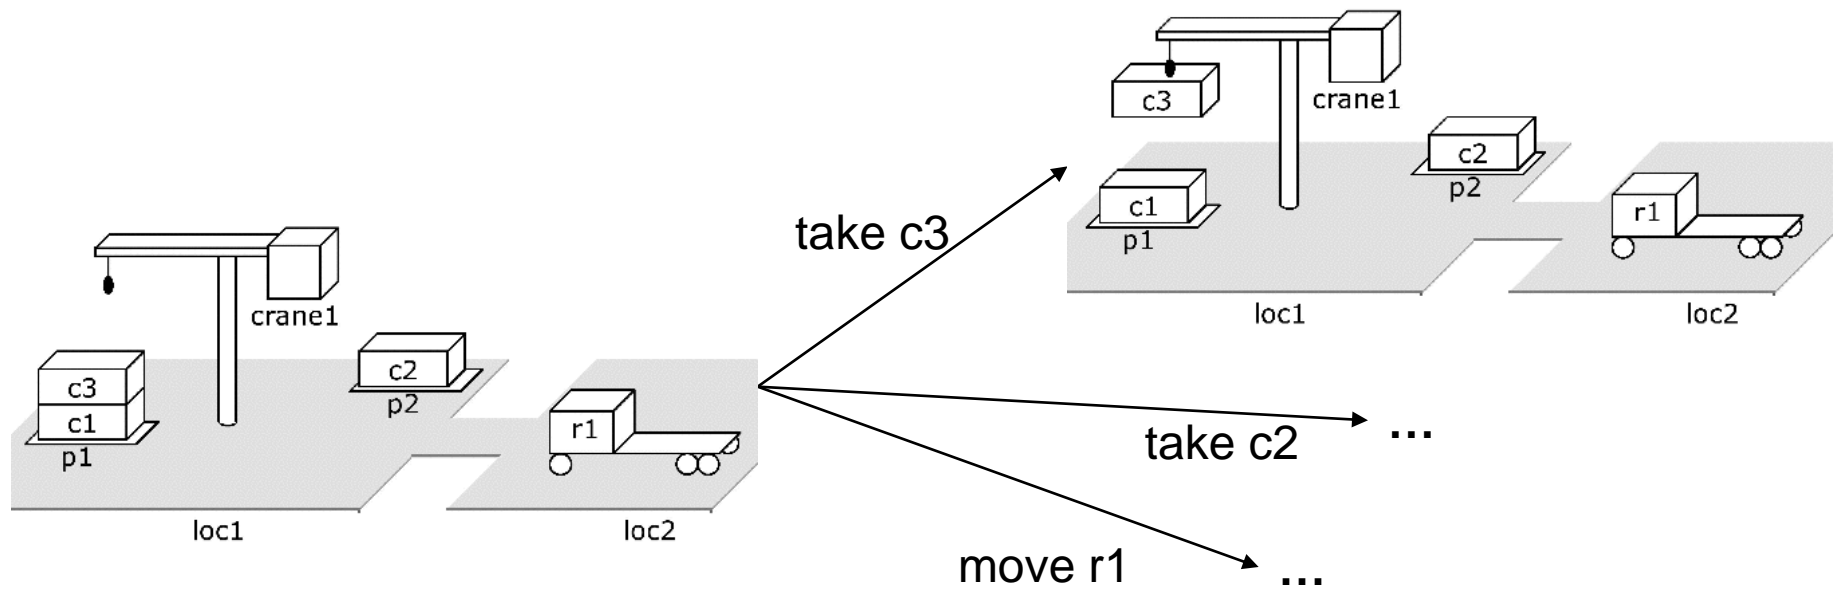 crane1
c3
c1
p1
c2
p2
r1
loc1
loc2
take c3
take c2
...
move r1
...
c3
crane1
c1
p1
c2
p2
r1
loc1
loc2